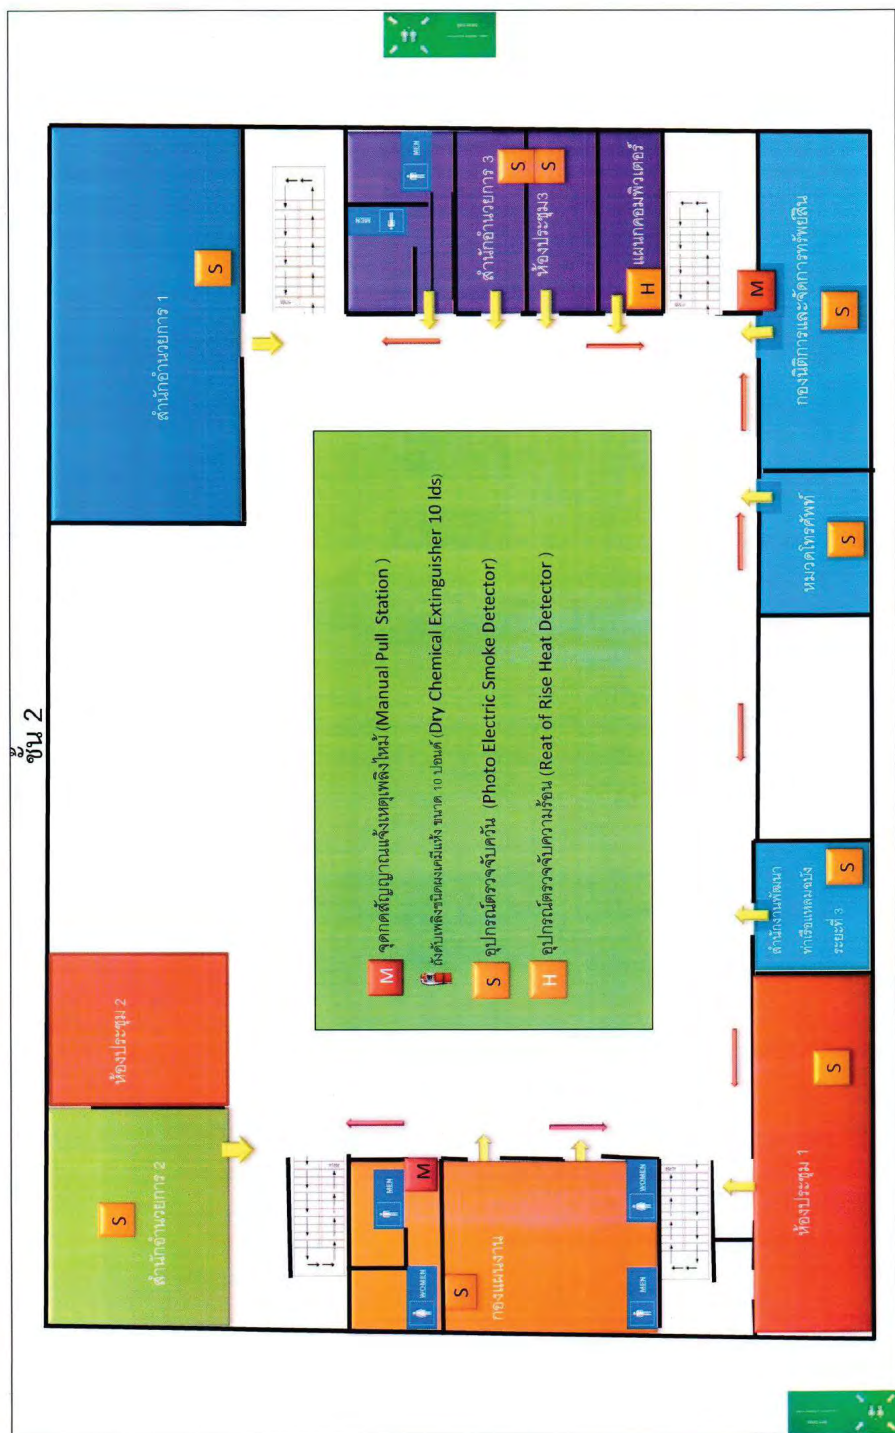 ชั้น 2
สำนักอำนวยการ 2
S
ห้องประชุม 2
สำนักอำนวยการ 1
S
M จุดกดสัญญาณแจ้งเหตุเพลิงไหม้ (Manual Pull Station )
ถังดับเพลิงชนิดผงเคมีแห้ง ขนาด 10 ปอนด์ (Dry Chemical Extinguisher 10 lds)
S อุปกรณ์ตรวจจับควัน (Photo Electric Smoke Detector)
H อุปกรณ์ตรวจจับความร้อน (Reat of Rise Heat Detector )
WOMEN
MEN
M
S
กองแผนงาน
MEN
WOMEN
MEN
MEN
สำนักอำนวยการ 3
S
ห้องประชุม3
S
แผนกคอมพิวเตอร์
H
M
ห้องประชุม 1
S
สำนักงานพัฒนา
ท่าเรือแหลมฉบัง
ระยะที่ 3
S
หมวดโทรศัพท์
S
กองนิติการและจัดการทรัพย์สิน
S